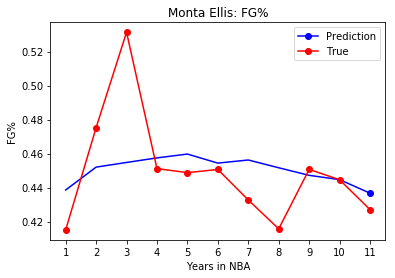 Monta Ellis: FG%
Prediction
True
FG%
0.52
0.50
0.48
0.46
0.44
0.42
1 2 3 4 5 6 7 8 9 10 11
Years in NBA